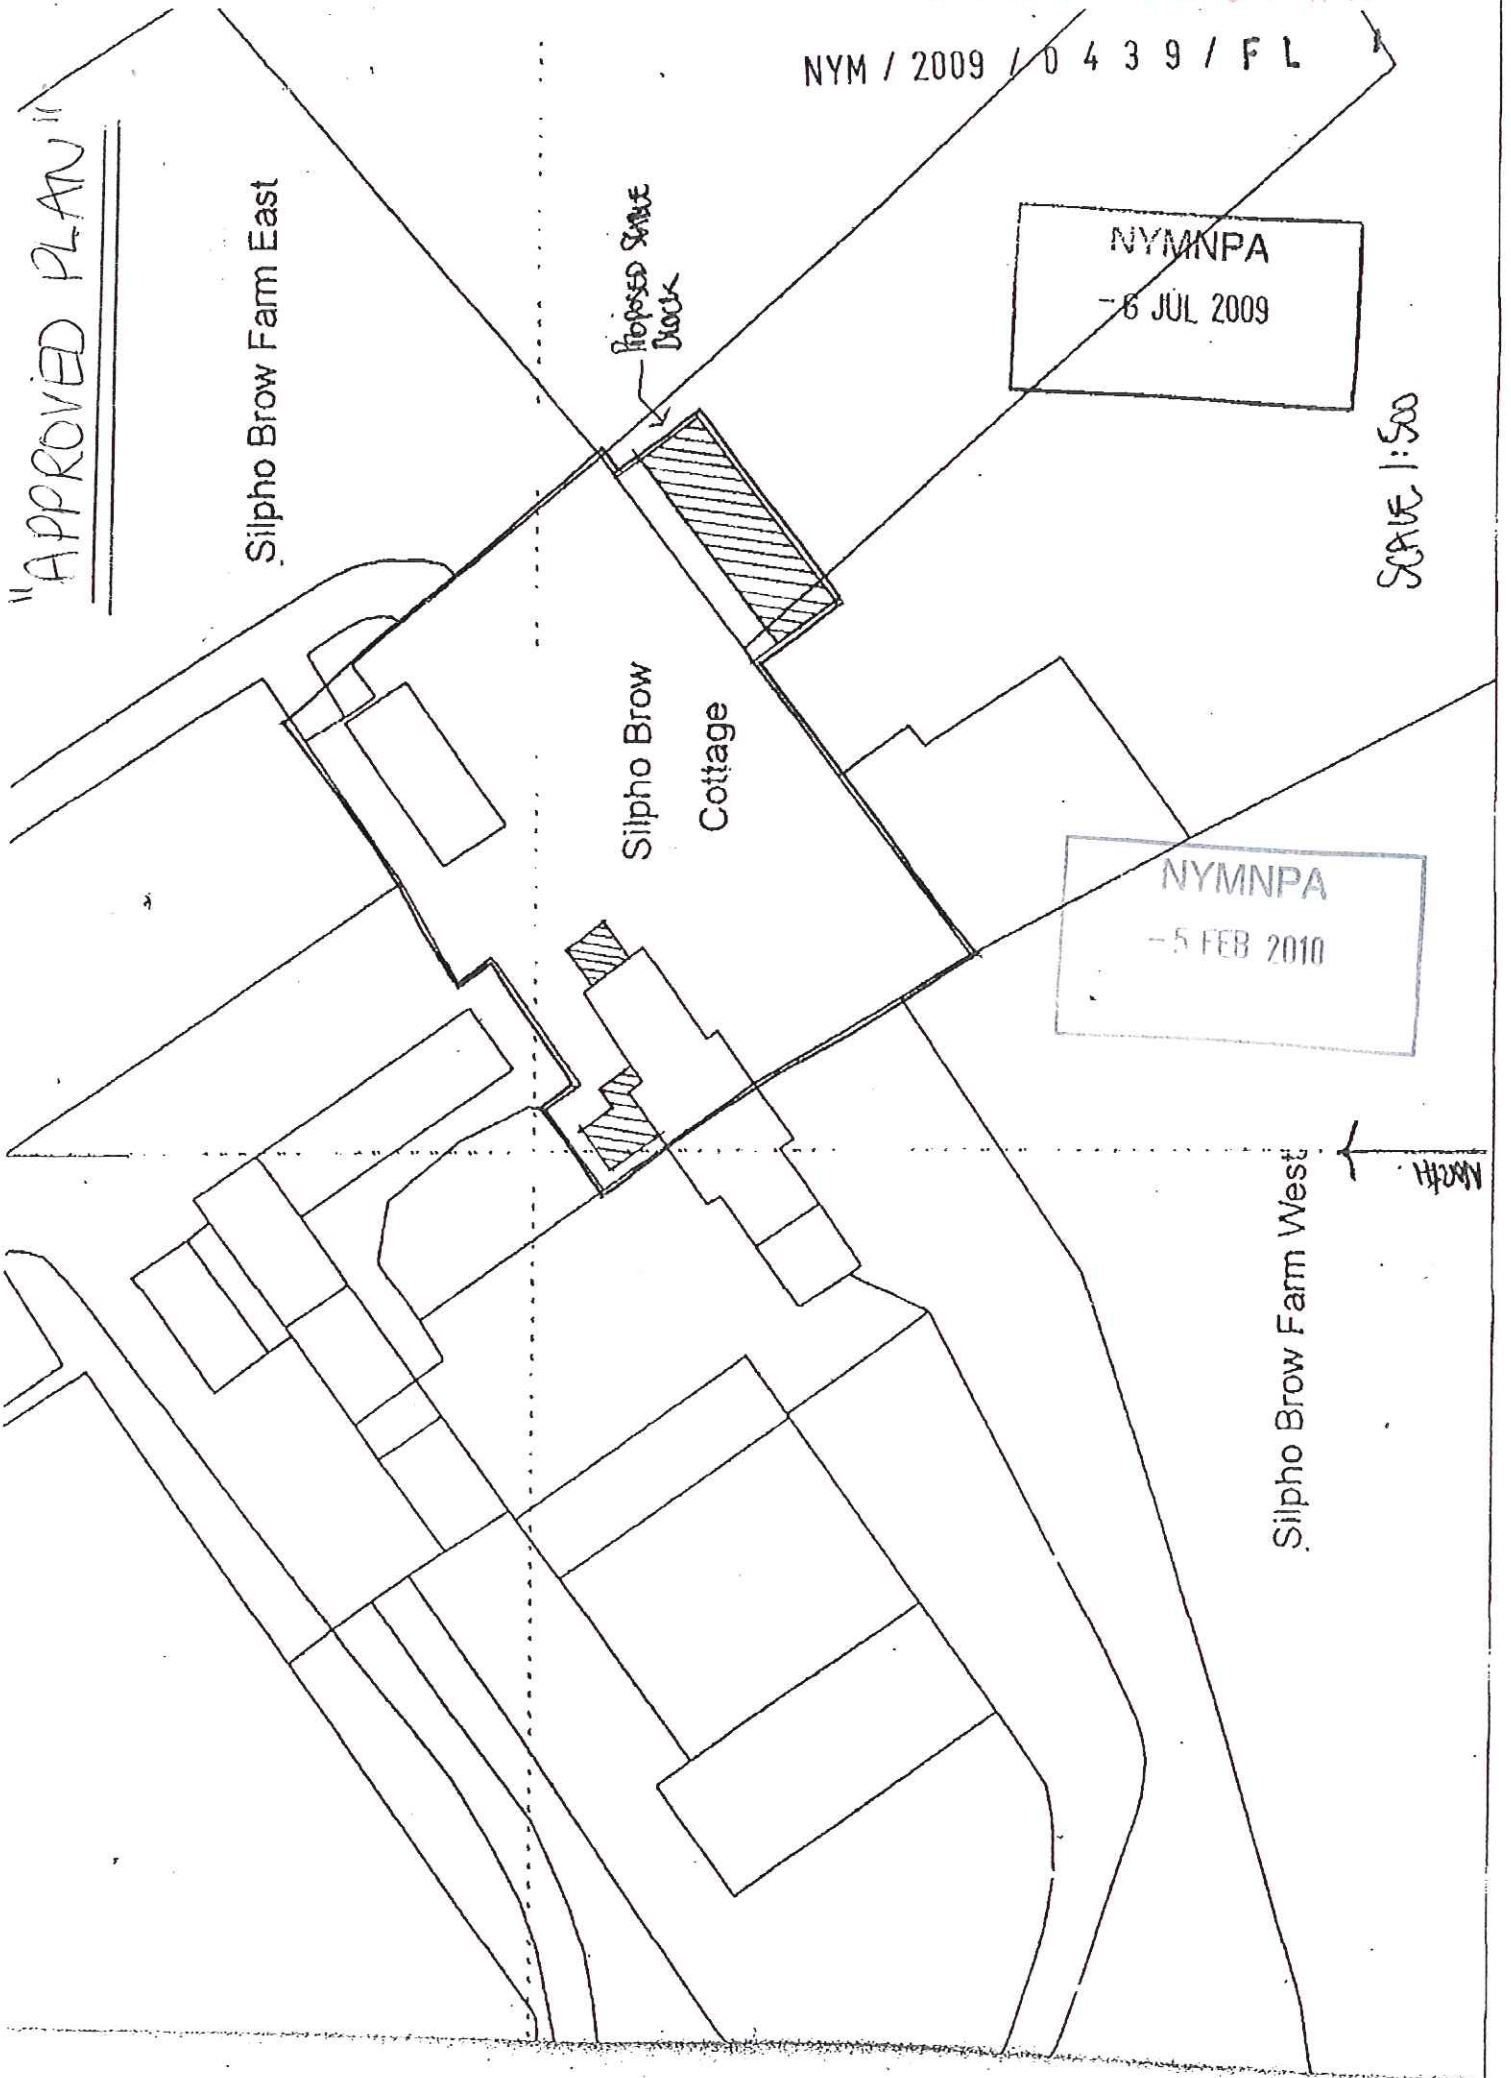 NYM / 2009 / 0 4 3 9 / F L
"APPROVED PLAN"
Silpho Brow Farm East
PROPOSED STABLE
BLOCK
NYMNPA
-6 JUL 2009
SCALE 1:500
Silpho Brow
Cottage
NYMNPA
-5 FEB 2010
NORTH
Silpho Brow Farm West